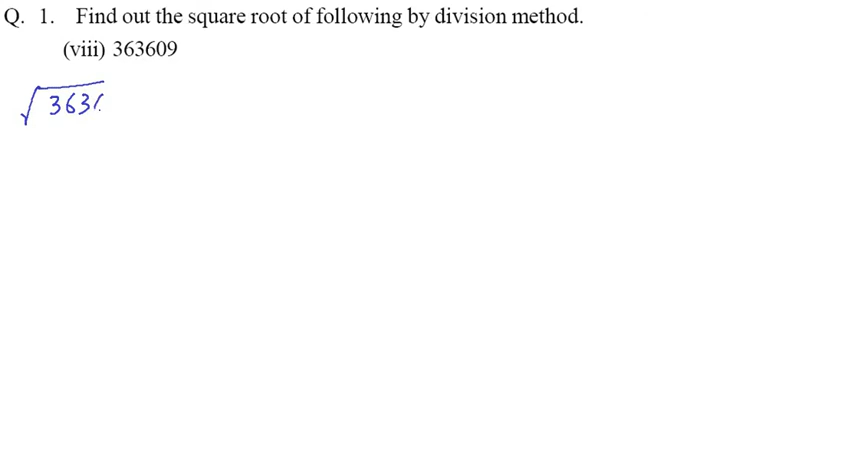 Q. 1. Find out the square root of following by division method.
(viii) 363609
√363